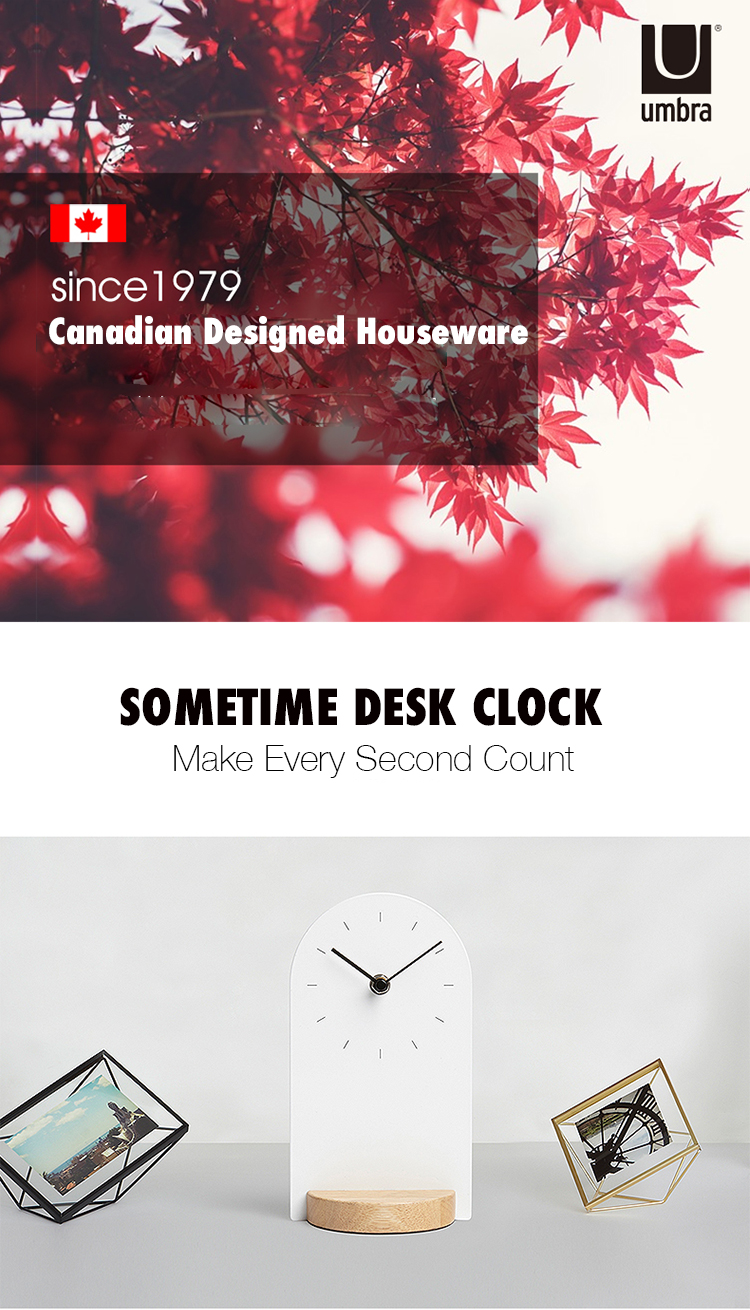 umbra®
since1979
Canadian Designed Houseware
SOMETIME DESK CLOCK
Make Every Second Count